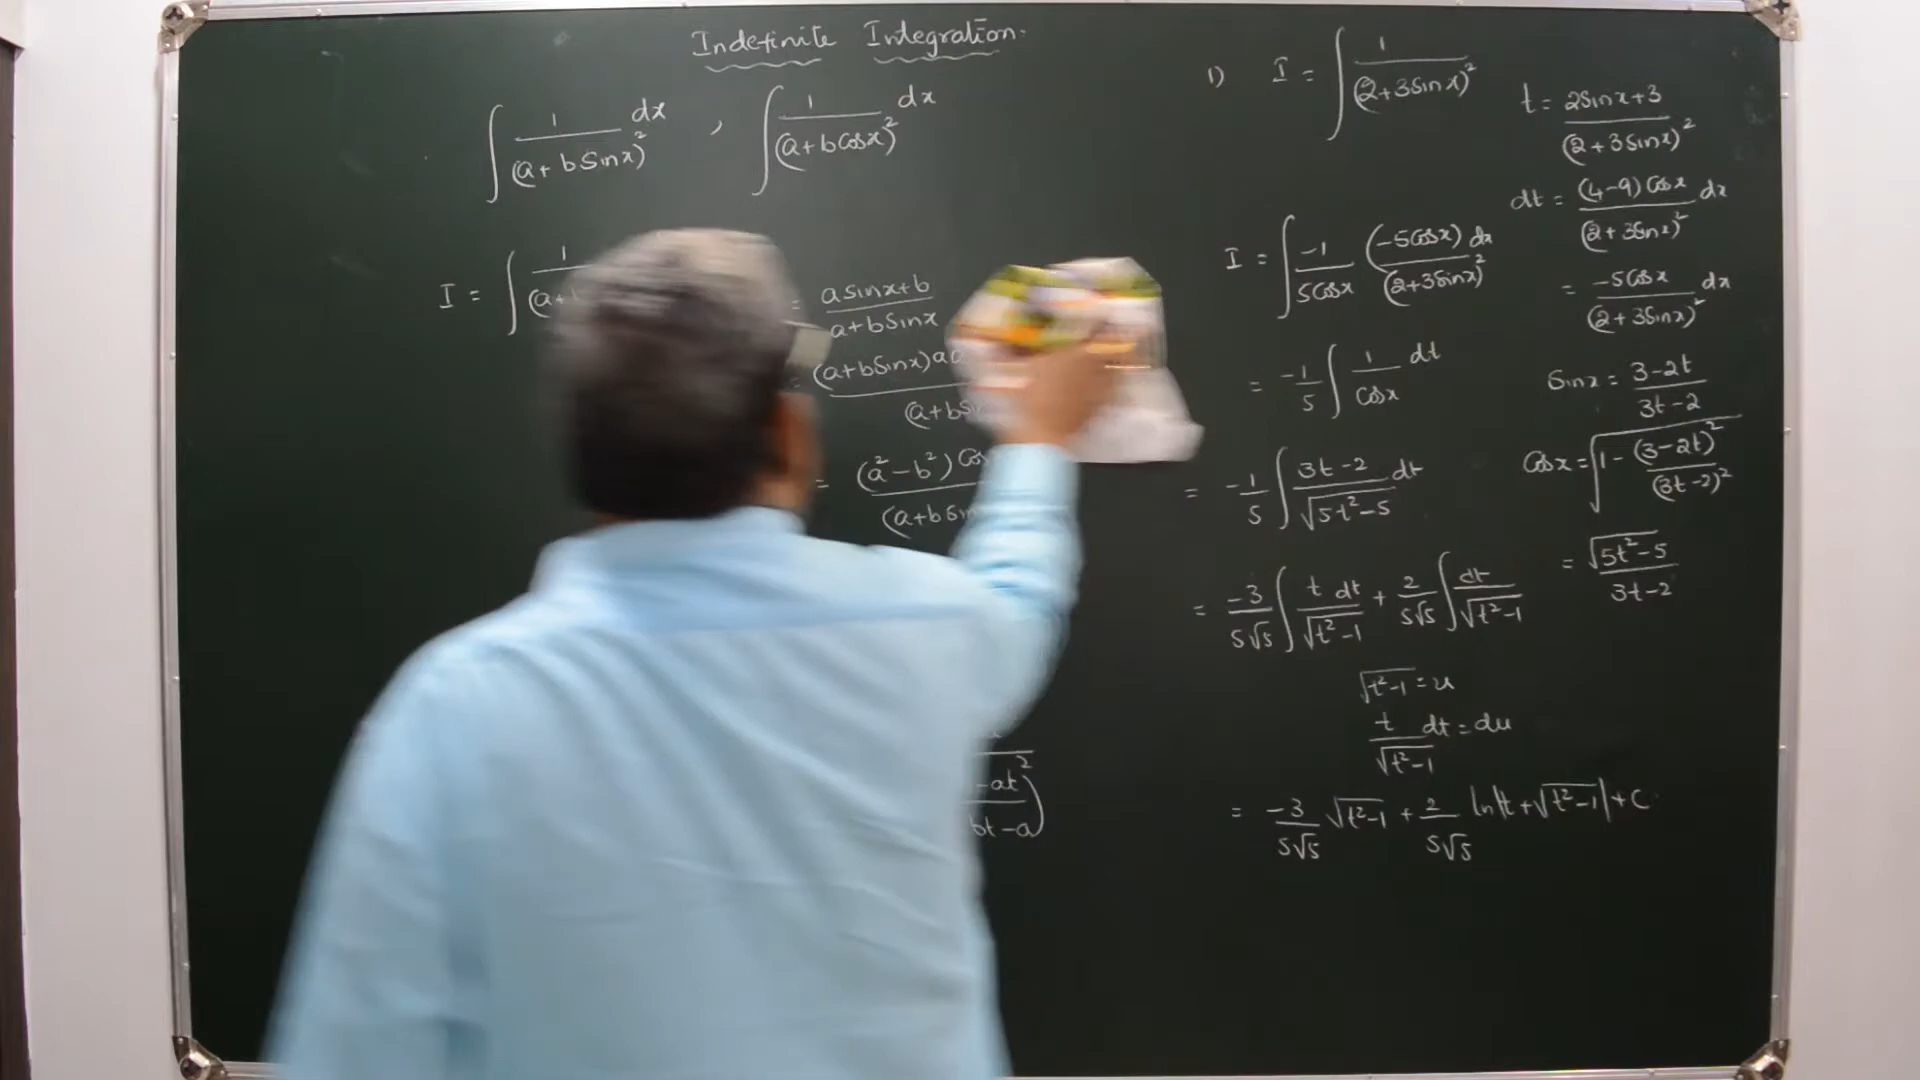 Indefinite Integration.
∫ 1/(a+bSinx)² dx , ∫ 1/(a+bCosx)² dx
I = ∫ 1/(a+
= asinx+b / a+bSinx
= (a+bSinx)a
(a+bSin
= (a²-b²)Cos
(a+bSin
-at²
bt-a)
1) I = ∫ 1/(2+3Sinx)²
t = 2Sinx+3 / (2+3Sinx)²
dt = (4-9)Cosx / (2+3Sinx)² dx
I = ∫ -1/5Cosx (-5Cosx)dx / (2+3Sinx)²
= -5Cosx / (2+3Sinx)² dx
= -1/5 ∫ 1/Cosx dt
Sinx = 3-2t / 3t-2
Cosx = √(1 - (3-2t)²/(3t-2)²)
= -1/5 ∫ 3t-2 / √(5t²-5) dt
= √(5t²-5) / 3t-2
= -3/5√5 ∫ t dt/√(t²-1) + 2/5√5 ∫ dt/√(t²-1)
√(t²-1) = u
t/√(t²-1) dt = du
= -3/5√5 √(t²-1) + 2/5√5 ln|t+√(t²-1)|+C